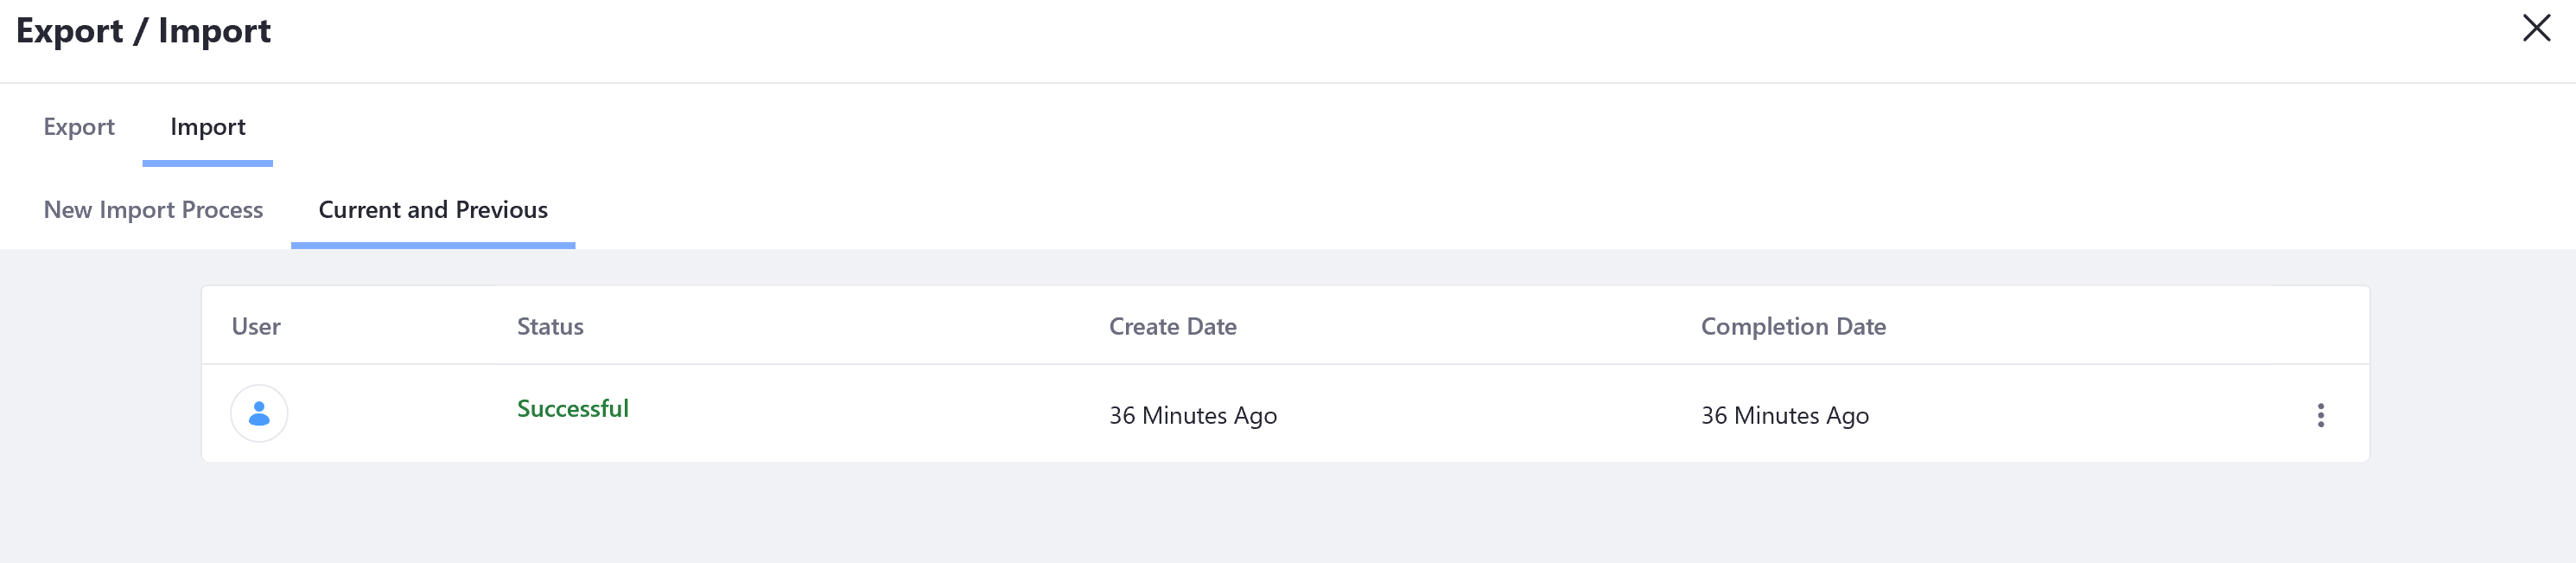 Export / Import
Export Import
New Import Process Current and Previous
User Status Create Date Completion Date
Successful 36 Minutes Ago 36 Minutes Ago